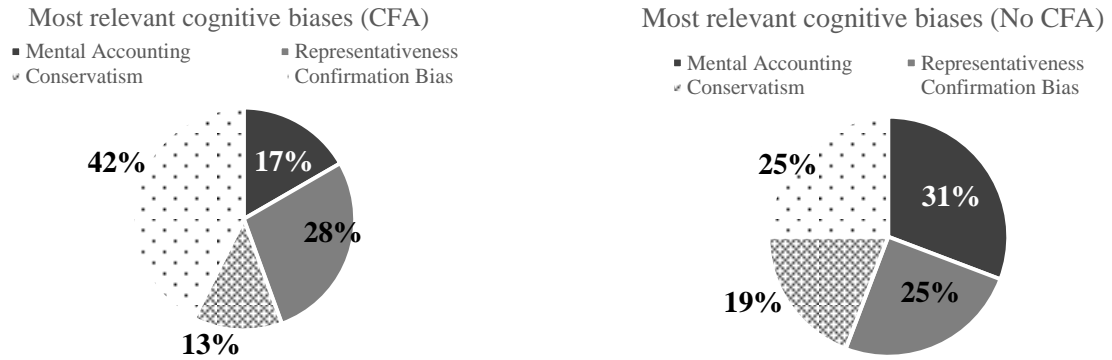 Most relevant cognitive biases (CFA)
Mental Accounting Representativeness
Conservatism Confirmation Bias
42%
17%
28%
13%
Most relevant cognitive biases (No CFA)
Mental Accounting Representativeness
Conservatism Confirmation Bias
25%
31%
19%
25%